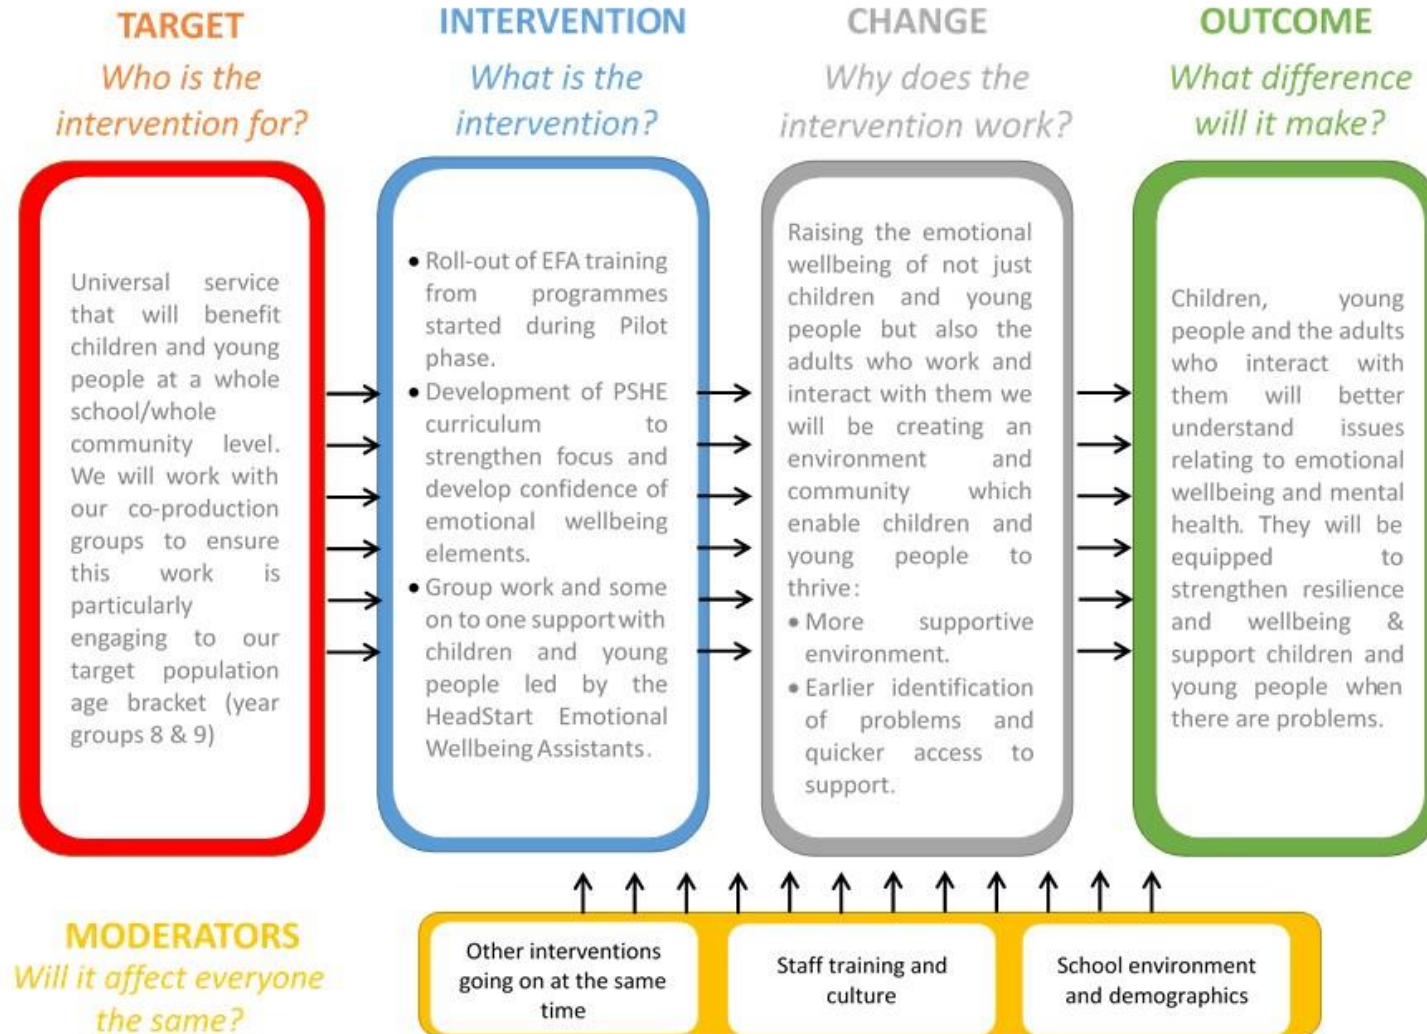 TARGET
Who is the
intervention for?
Universal service
that will benefit
children and young
people at a whole
school/whole
community level.
We will work with
our co-production
groups to ensure
this work is
particularly
engaging to our
target population
age bracket (year
groups 8 & 9)
INTERVENTION
What is the
intervention?
• Roll-out of EFA training
from programmes
started during Pilot
phase.
• Development of PSHE
curriculum to
strengthen focus and
develop confidence of
emotional wellbeing
elements.
• Group work and some
on to one support with
children and young
people led by the
HeadStart Emotional
Wellbeing Assistants.
CHANGE
Why does the
intervention work?
Raising the emotional
wellbeing of not just
children and young
people but also the
adults who work and
interact with them we
will be creating an
environment and
community which
enable children and
young people to
thrive:
• More supportive
environment.
• Earlier identification
of problems and
quicker access to
support.
OUTCOME
What difference
will it make?
Children, young
people and the adults
who interact with
them will better
understand issues
relating to emotional
wellbeing and mental
health. They will be
equipped to
strengthen resilience
and wellbeing &
support children and
young people when
there are problems.
MODERATORS
Will it affect everyone
the same?
Other interventions
going on at the same
time
Staff training and
culture
School environment
and demographics